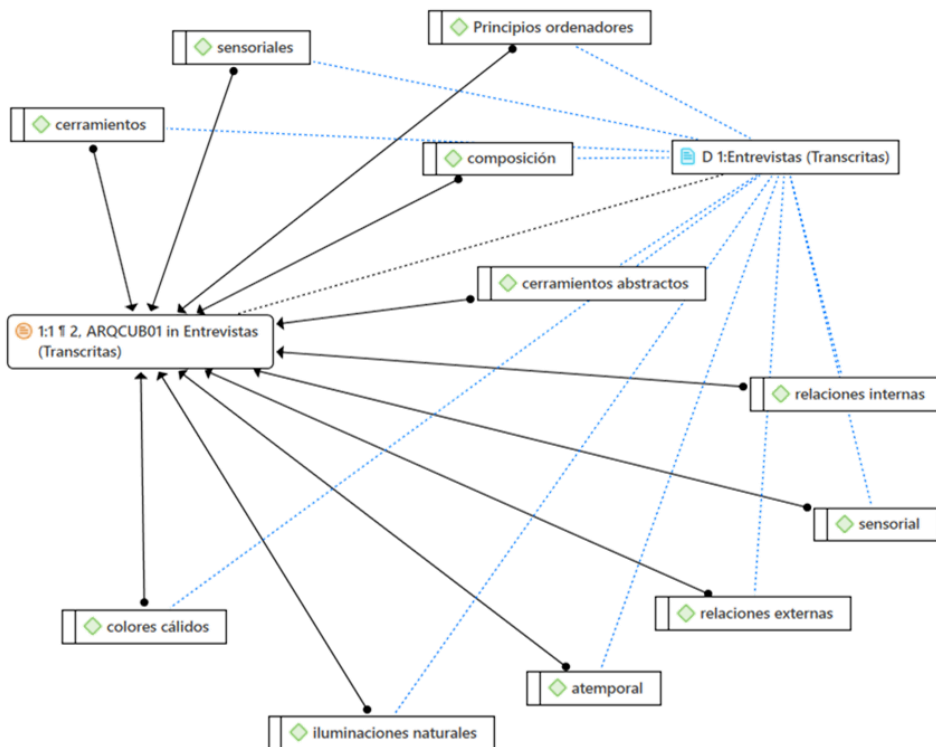 Principios ordenadores
sensoriales
cerramientos
composición
D 1:Entrevistas (Transcritas)
cerramientos abstractos
1:1 ¶ 2, ARQCUB01 in Entrevistas
(Transcritas)
relaciones internas
sensorial
relaciones externas
colores cálidos
atemporal
iluminaciones naturales